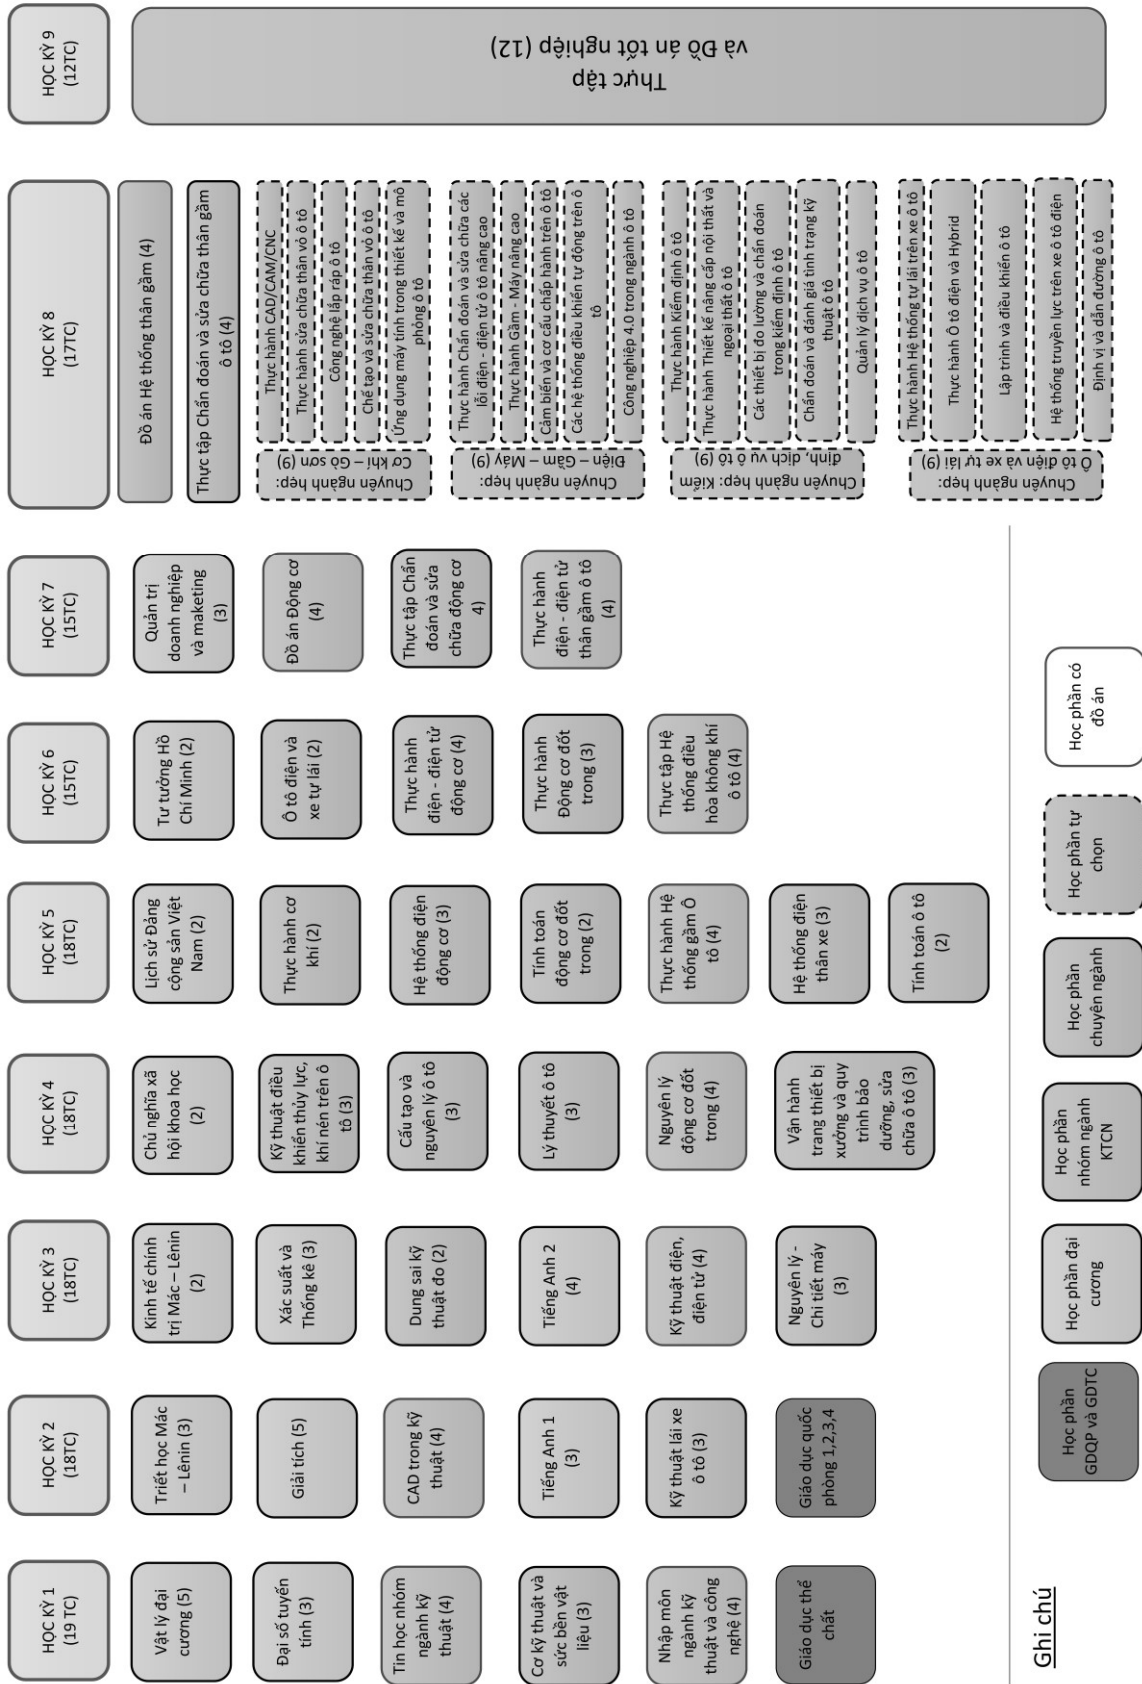 HỌC KỲ 1
(19 TC)
Vật lý đại
cương (5)
Đại số tuyến
tính (3)
Tin học nhóm
ngành kỹ
thuật (4)
Cơ kỹ thuật và
sức bền vật
liệu (3)
Nhập môn
ngành kỹ
thuật và công
nghệ (4)
Giáo dục thể
chất
HỌC KỲ 2
(18TC)
Triết học Mác
– Lênin (3)
Giải tích (5)
CAD trong kỹ
thuật (4)
Tiếng Anh 1
(3)
Kỹ thuật lái xe
ô tô (3)
Giáo dục quốc
phòng 1,2,3,4
HỌC KỲ 3
(18TC)
Kinh tế chính
trị Mác – Lênin
(2)
Xác suất và
Thống kê (3)
Dung sai kỹ
thuật đo (2)
Tiếng Anh 2
(4)
Kỹ thuật điện,
điện tử (4)
Nguyên lý -
Chi tiết máy
(3)
HỌC KỲ 4
(18TC)
Chủ nghĩa xã
hội khoa học
(2)
Kỹ thuật điều
khiển thủy lực,
khí nén trên ô
tô (3)
Cấu tạo và
nguyên lý ô tô
(3)
Lý thuyết ô tô
(3)
Nguyên lý
động cơ đốt
trong (4)
Vận hành
trang thiết bị
xưởng và quy
trình bảo
dưỡng, sửa
chữa ô tô (3)
HỌC KỲ 5
(18TC)
Lịch sử Đảng
cộng sản Việt
Nam (2)
Thực hành cơ
khí (2)
Hệ thống điện
động cơ (3)
Tính toán
động cơ đốt
trong (2)
Thực hành Hệ
thống gầm Ô
tô (4)
Hệ thống điện
thân xe (3)
Tính toán ô tô
(2)
HỌC KỲ 6
(15TC)
Tư tưởng Hồ
Chí Minh (2)
Ô tô điện và
xe tự lái (2)
Thực hành
điện - điện tử
động cơ (4)
Thực hành
Động cơ đốt
trong (3)
Thực tập Hệ
thống điều
hòa không khí
ô tô (4)
HỌC KỲ 7
(15TC)
Quản trị
doanh nghiệp
và maketing
(3)
Đồ án Động cơ
(4)
Thực tập Chẩn
đoán và sửa
chữa động cơ
4)
Thực hành
điện - điện tử
thân gầm ô tô
(4)
HỌC KỲ 8
(17TC)
Đồ án Hệ thống thân gầm (4)
Thực tập Chẩn đoán và sửa chữa thân gầm
ô tô (4)
Chuyên ngành hẹp:
Cơ khí – Gò sơn (9)
Thực hành CAD/CAM/CNC
Thực hành sửa chữa thân vỏ ô tô
Công nghệ lắp ráp ô tô
Chế tạo và sửa chữa thân vỏ ô tô
Ứng dụng máy tính trong thiết kế và mô
phỏng ô tô
Chuyên ngành hẹp:
Điện – Gầm – Máy (9)
Thực hành Chẩn đoán và sửa chữa các
lỗi điện - điện tử ô tô nâng cao
Thực hành Gầm - Máy nâng cao
Cảm biến và cơ cấu chấp hành trên ô tô
Các hệ thống điều khiển tự động trên ô
tô
Công nghiệp 4.0 trong ngành ô tô
Chuyên ngành hẹp: Kiểm
định, dịch vụ ô tô (9)
Thực hành Kiểm định ô tô
Thực hành Thiết kế nâng cấp nội thất và
ngoại thất ô tô
Các thiết bị đo lường và chẩn đoán
trong kiểm định ô tô
Chẩn đoán và đánh giá tình trạng kỹ
thuật ô tô
Quản lý dịch vụ ô tô
Chuyên ngành hẹp:
Ô tô điện và xe tự lái (9)
Thực hành Hệ thống tự lái trên xe ô tô
Thực hành Ô tô điện và Hybrid
Lập trình và điều khiển ô tô
Hệ thống truyền lực trên xe ô tô điện
Định vị và dẫn đường ô tô
HỌC KỲ 9
(12TC)
Thực tập
và Đồ án tốt nghiệp (12)
Ghi chú
Học phần
GDQP và GDTC
Học phần đại
cương
Học phần
nhóm ngành
KTCN
Học phần
chuyên ngành
Học phần tự
chọn
Học phần có
đồ án